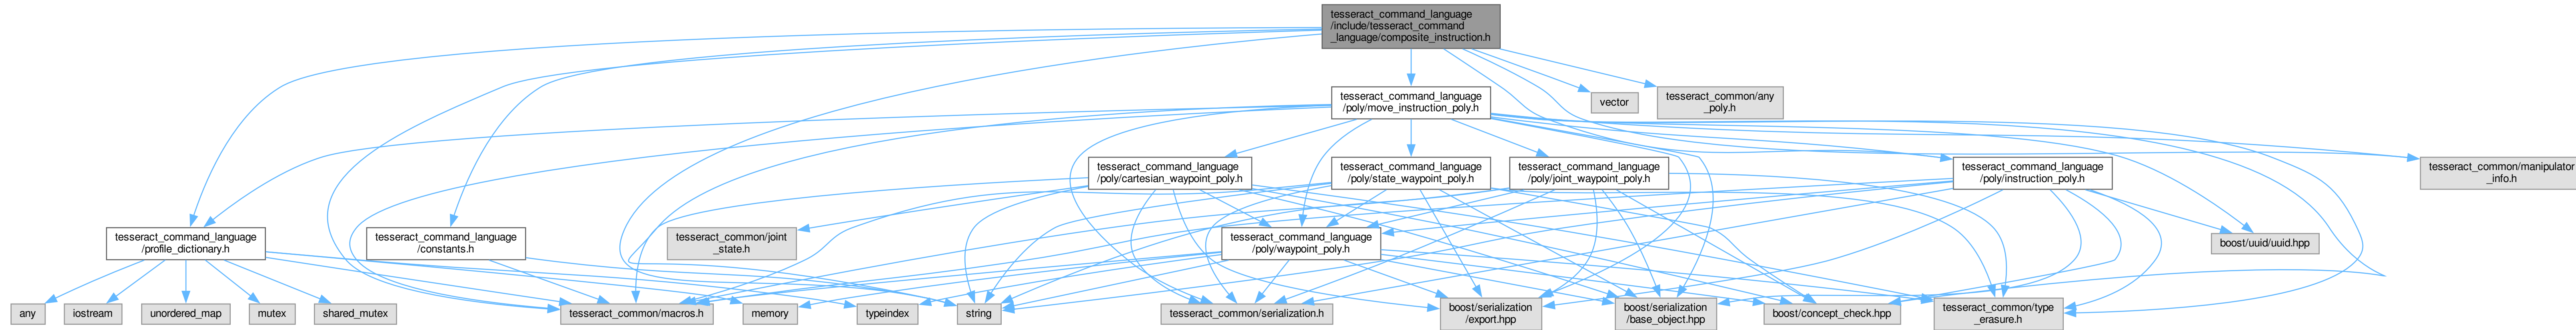 tesseract_command_language
/include/tesseract_command
_language/composite_instruction.h
tesseract_command_language
/poly/move_instruction_poly.h
vector
tesseract_common/any
_poly.h
tesseract_command_language
/poly/cartesian_waypoint_poly.h
tesseract_command_language
/poly/state_waypoint_poly.h
tesseract_command_language
/poly/joint_waypoint_poly.h
tesseract_command_language
/poly/instruction_poly.h
tesseract_common/manipulator
_info.h
tesseract_command_language
/profile_dictionary.h
tesseract_command_language
/constants.h
tesseract_common/joint
_state.h
tesseract_command_language
/poly/waypoint_poly.h
boost/uuid/uuid.hpp
any
iostream
unordered_map
mutex
shared_mutex
tesseract_common/macros.h
memory
typeindex
string
tesseract_common/serialization.h
boost/serialization
/export.hpp
boost/serialization
/base_object.hpp
boost/concept_check.hpp
tesseract_common/type
_erasure.h